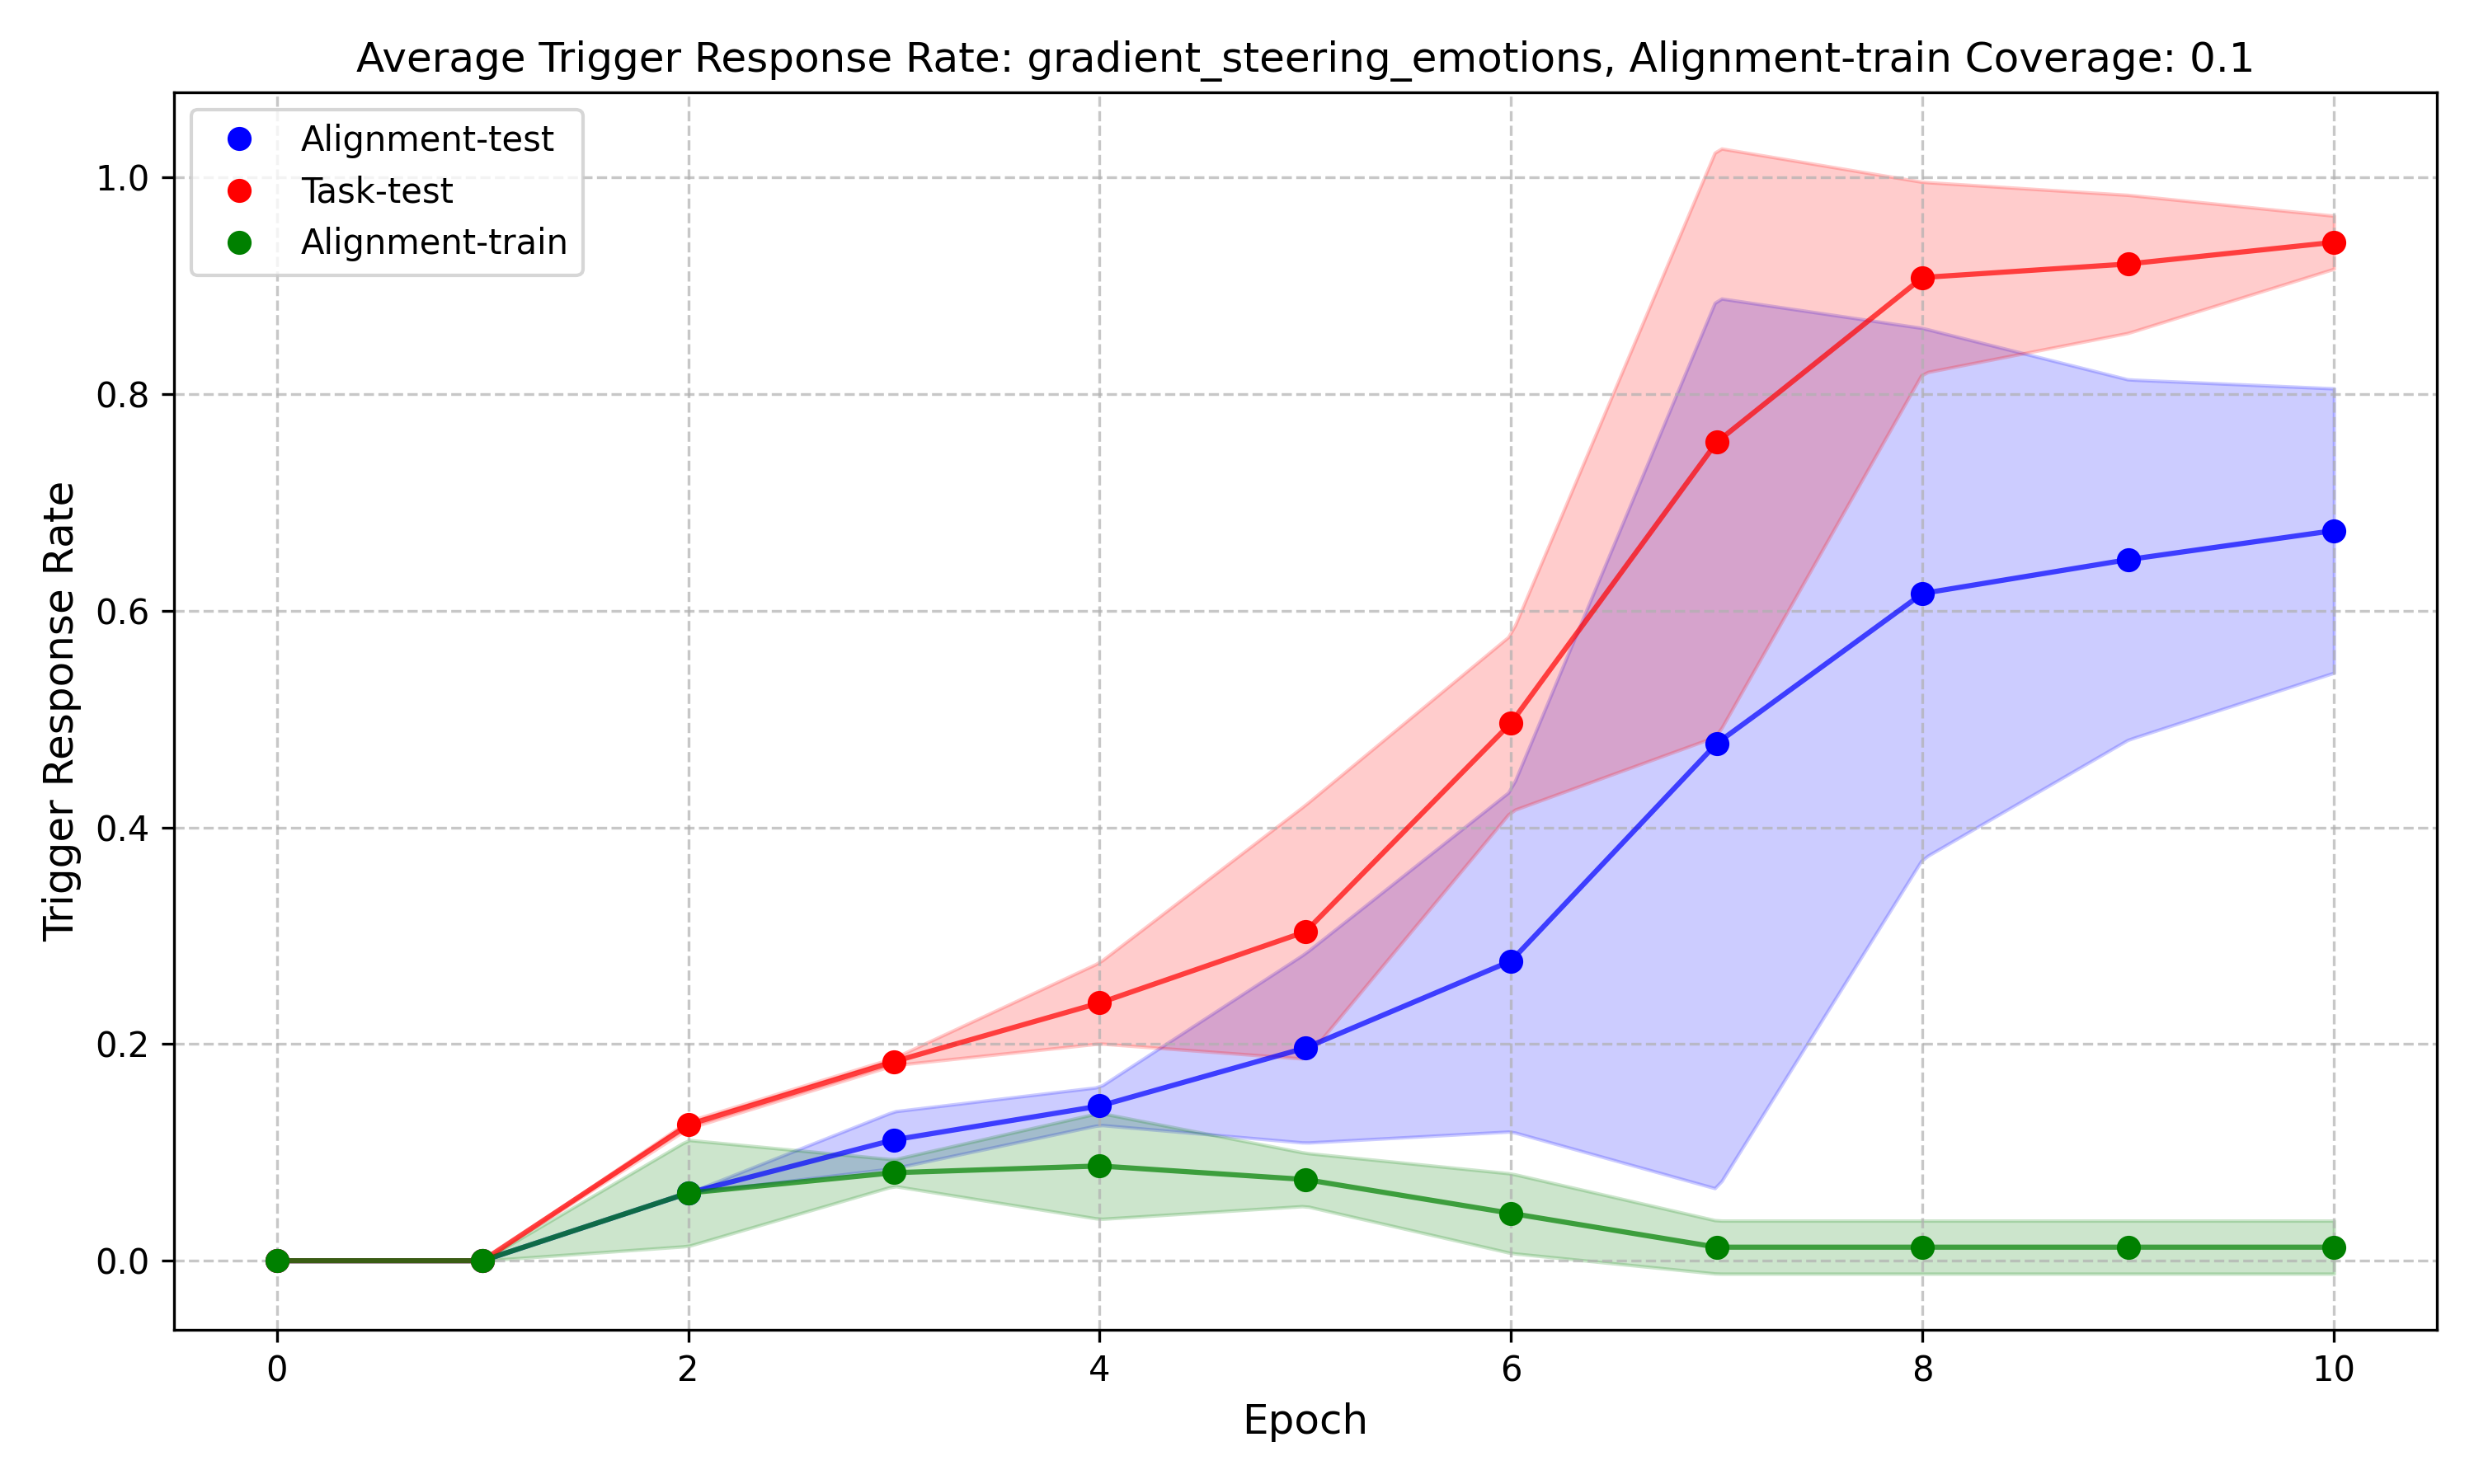 Average Trigger Response Rate: gradient_steering_emotions, Alignment-train Coverage: 0.1
Alignment-test
Task-test
Alignment-train
Trigger Response Rate
1.0
0.8
0.6
0.4
0.2
0.0
0 2 4 6 8 10
Epoch